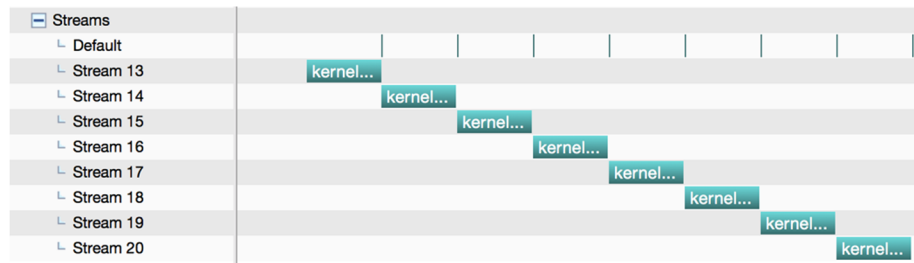 Streams
Default
Stream 13 kernel...
Stream 14 kernel...
Stream 15 kernel...
Stream 16 kernel...
Stream 17 kernel...
Stream 18 kernel...
Stream 19 kernel...
Stream 20 kernel...